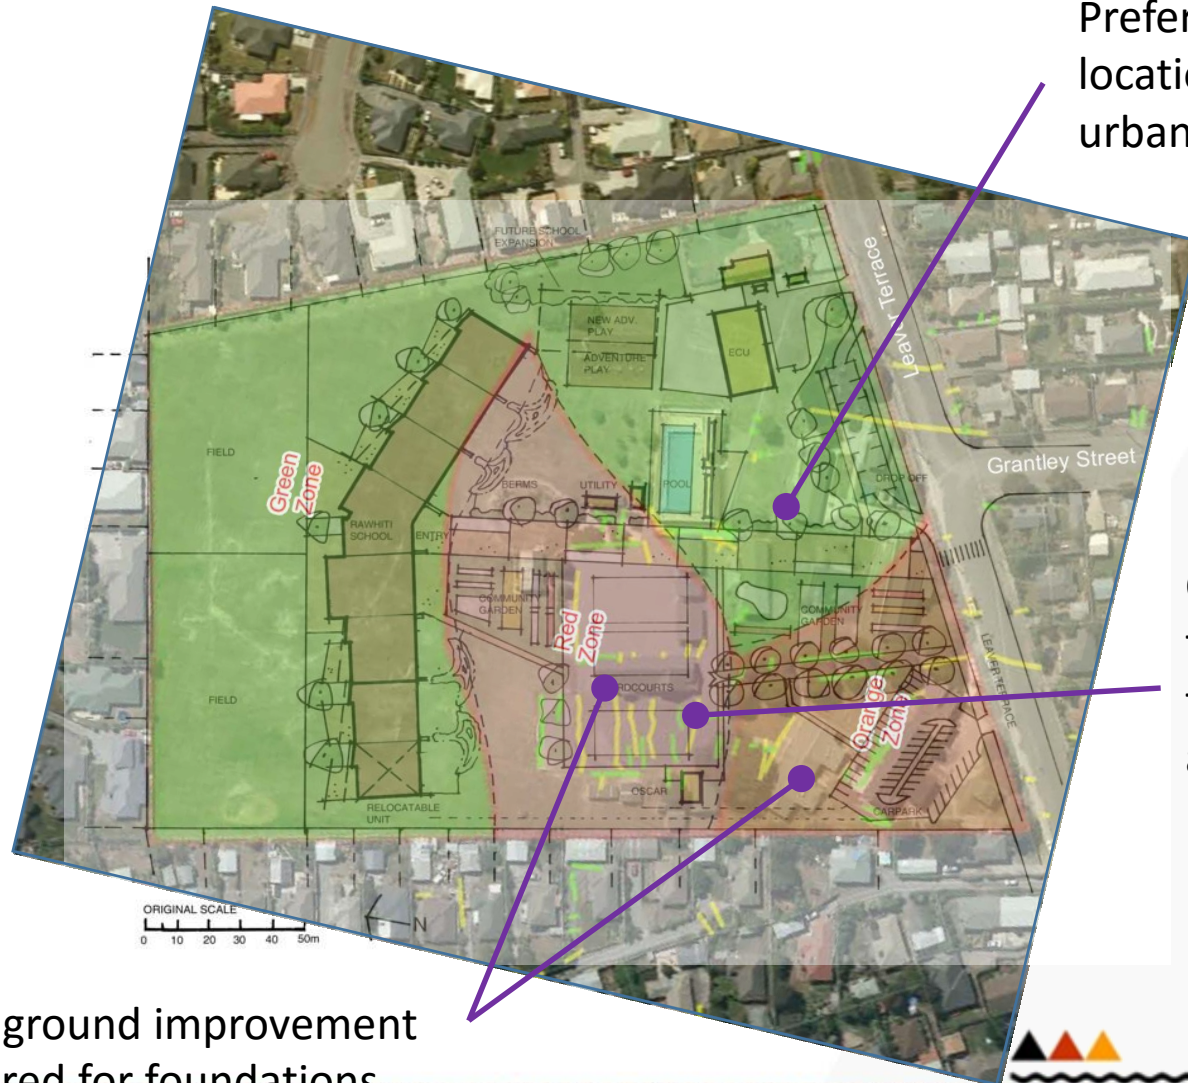 Prefer
locatio
urban
FUTURE SCHOOL
EXPANSION
Leaver Terrace
NEW ADV.
PLAY
ADVENTURE
PLAY
ECU
Grantley Street
FIELD
Green
Zone
BERMS
UTILITY
POOL
DROP OFF
RAWHITI
SCHOOL
ENTRY
COMMUNITY
GARDEN
COMMUNITY
GARDEN
Red
Zone
LEAVER TERRACE
FIELD
ROCOURTS
Orange
Zone
OSCAR
RELOCATABLE
UNIT
CARPARK
ORIGINAL SCALE
0 10 20 30 40 50m
N
ground improvement
red for foundations